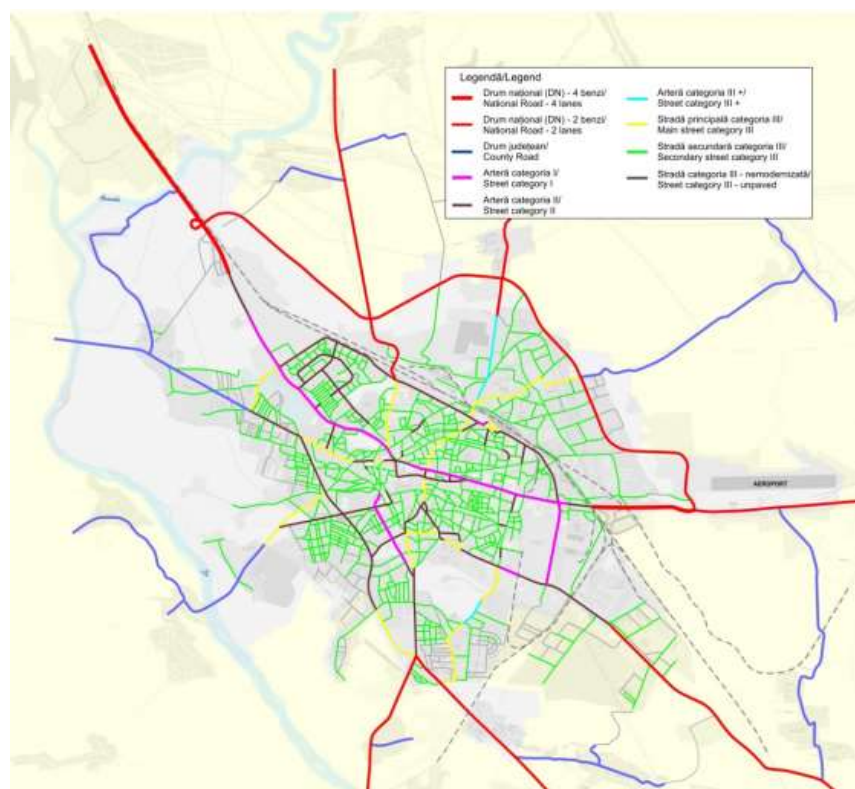 Legendă/Legend
Drum național (DN) - 4 benzi/
National Road - 4 lanes
Drum național (DN) - 2 benzi/
National Road - 2 lanes
Drum județean/
County Road
Arteră categoria I/
Street category I
Arteră categoria II/
Street category II
Arteră categoria III +/
Street category III +
Stradă principală categoria III/
Main street category III
Stradă secundară categoria III/
Secondary street category III
Stradă categoria III - nemodernizată/
Street category III - unpaved
AEROPORT